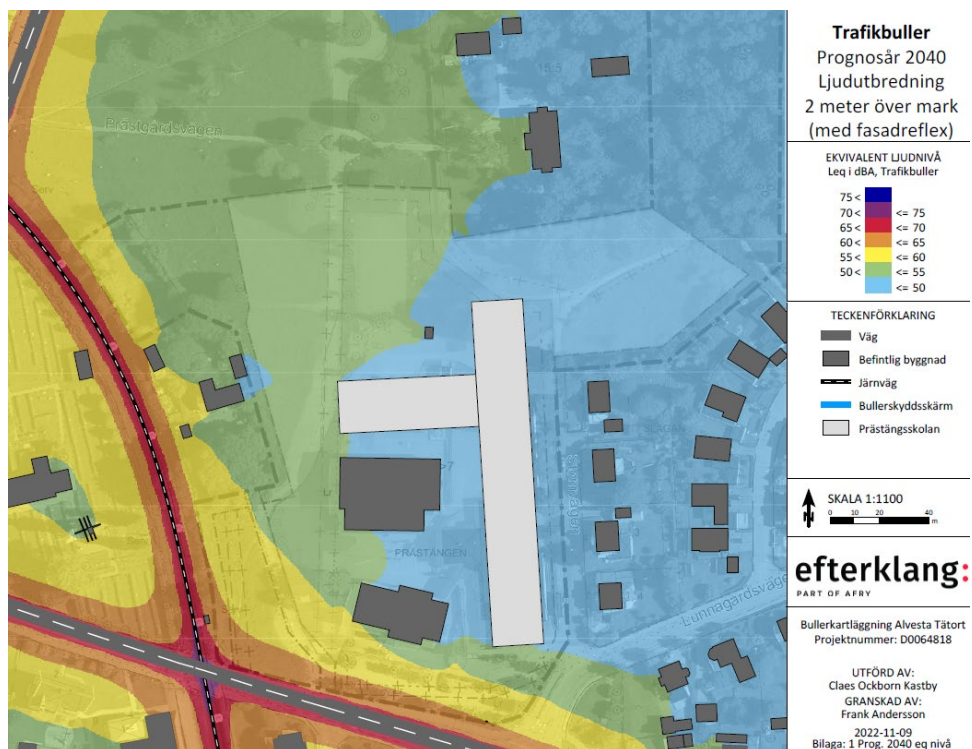 Prästgårdsvägen
PRÄSTÄNGEN
Lunnagårdsväge
Trafikbuller
Prognosår 2040
Ljudutbredning
2 meter över mark
(med fasadreflex)
EKVIVALENT LJUDNIVÅ
Leq i dBA, Trafikbuller
75 <
70 < <= 75
65 < <= 70
60 < <= 65
55 < <= 60
50 < <= 55
<= 50
TECKENFÖRKLARING
Väg
Befintlig byggnad
Järnväg
Bullerskyddsskärm
Prästängsskolan
N
SKALA 1:1100
0 10 20 40
m
efterklang:
PART OF AFRY
Bullerkartläggning Alvesta Tätort
Projektnummer: D0064818
UTFÖRD AV:
Claes Ockborn Kastby
GRANSKAD AV:
Frank Andersson
2022-11-09
Bilaga: 1 Prog. 2040 eq nivå